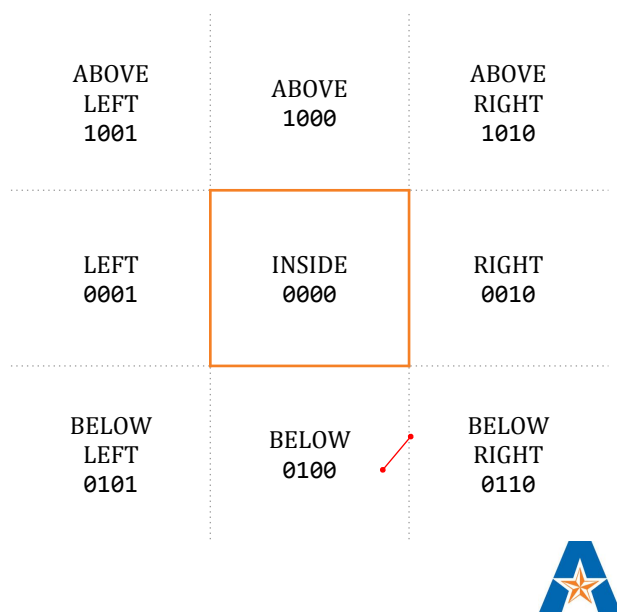 ABOVE
LEFT
1001
ABOVE
1000
ABOVE
RIGHT
1010
LEFT
0001
INSIDE
0000
RIGHT
0010
BELOW
LEFT
0101
BELOW
0100
BELOW
RIGHT
0110